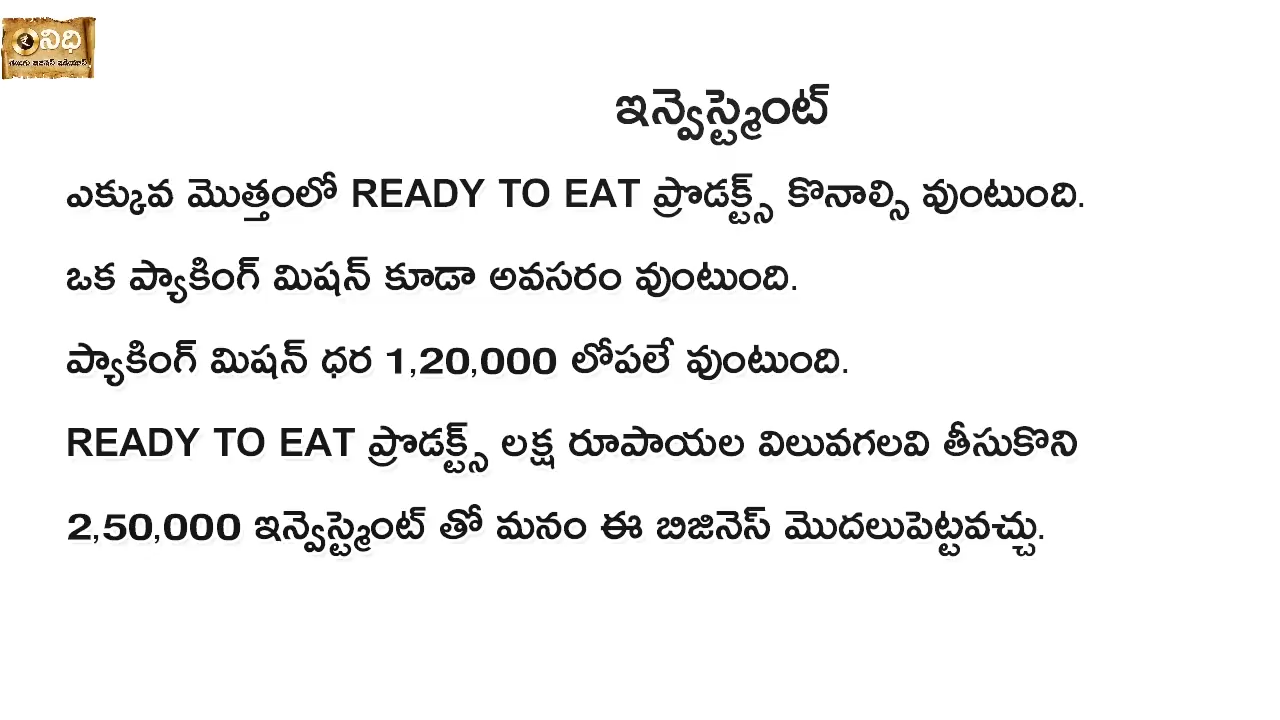 నిధి
తెలుగు బిజినెస్ ఐడియాస్
ఇన్వెస్ట్మెంట్
ఎక్కువ మొత్తంలో READY TO EAT ప్రొడక్ట్స్ కొనాల్సి వుంటుంది.
ఒక ప్యాకింగ్ మిషన్ కూడా అవసరం వుంటుంది.
ప్యాకింగ్ మిషన్ ధర 1,20,000 లోపలే వుంటుంది.
READY TO EAT ప్రొడక్ట్స్ లక్ష రూపాయల విలువగలవి తీసుకొని
2,50,000 ఇన్వెస్ట్మెంట్ తో మనం ఈ బిజినెస్ మొదలుపెట్టవచ్చు.